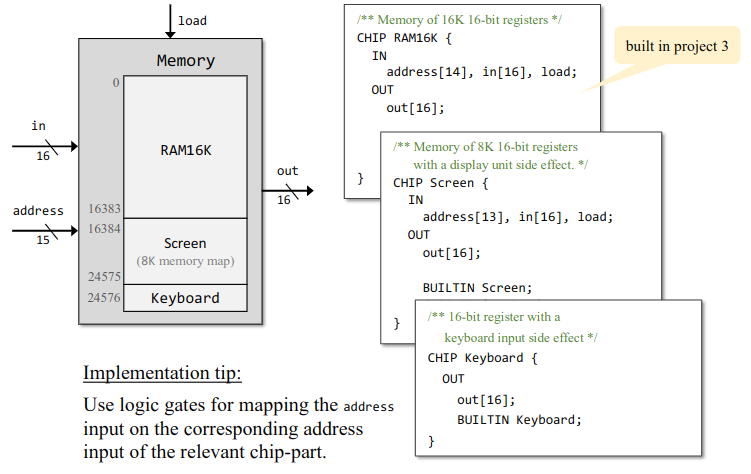 load
Memory
0
in
16
RAM16K
out
16
address
15
16383
16384
Screen
(8K memory map)
24575
24576
Keyboard
/** Memory of 16K 16-bit registers */
CHIP RAM16K {
IN
address[14], in[16], load;
OUT
out[16];
}
built in project 3
/** Memory of 8K 16-bit registers
with a display unit side effect. */
CHIP Screen {
IN
address[13], in[16], load;
OUT
out[16];
BUILTIN Screen;
}
/** 16-bit register with a
keyboard input side effect */
CHIP Keyboard {
OUT
out[16];
BUILTIN Keyboard;
}
Implementation tip:
Use logic gates for mapping the address
input on the corresponding address
input of the relevant chip-part.